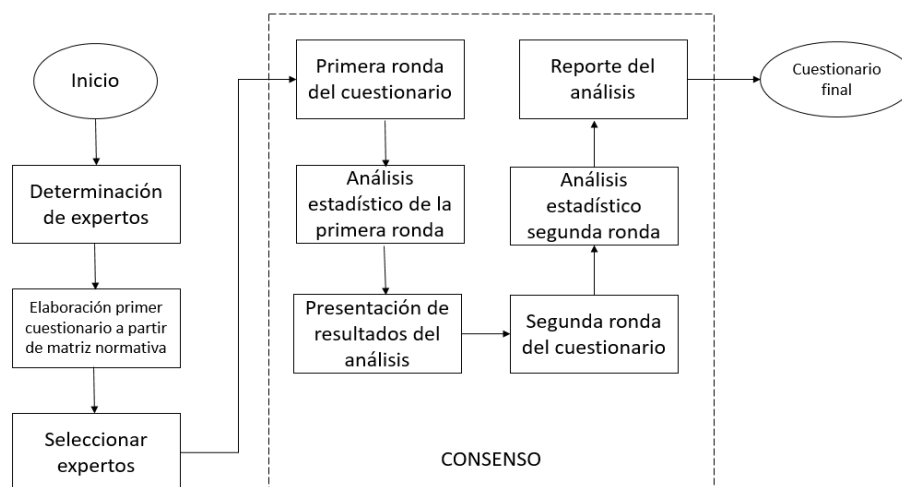 Inicio
Determinación
de expertos
Elaboración primer
cuestionario a partir
de matriz normativa
Seleccionar
expertos
Primera ronda
del cuestionario
Análisis
estadístico de la
primera ronda
Presentación de
resultados del
análisis
Segunda ronda
del cuestionario
Análisis
estadístico
segunda ronda
Reporte del
análisis
CONSENSO
Cuestionario
final